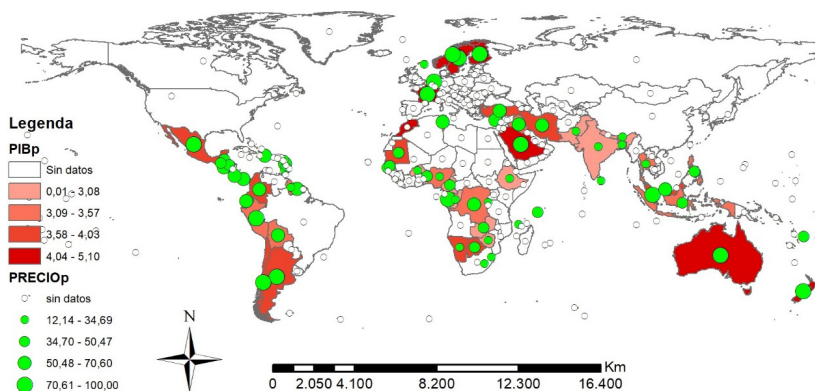 Legenda
PIBp
Sin datos
0,01 - 3,08
3,09 - 3,57
3,58 - 4,03
4,04 - 5,10
PRECIOp
sin datos
12,14 - 34,69
34,70 - 50,47
50,48 - 70,60
70,61 - 100,00
N
Km
0 2.050 4.100 8.200 12.300 16.400